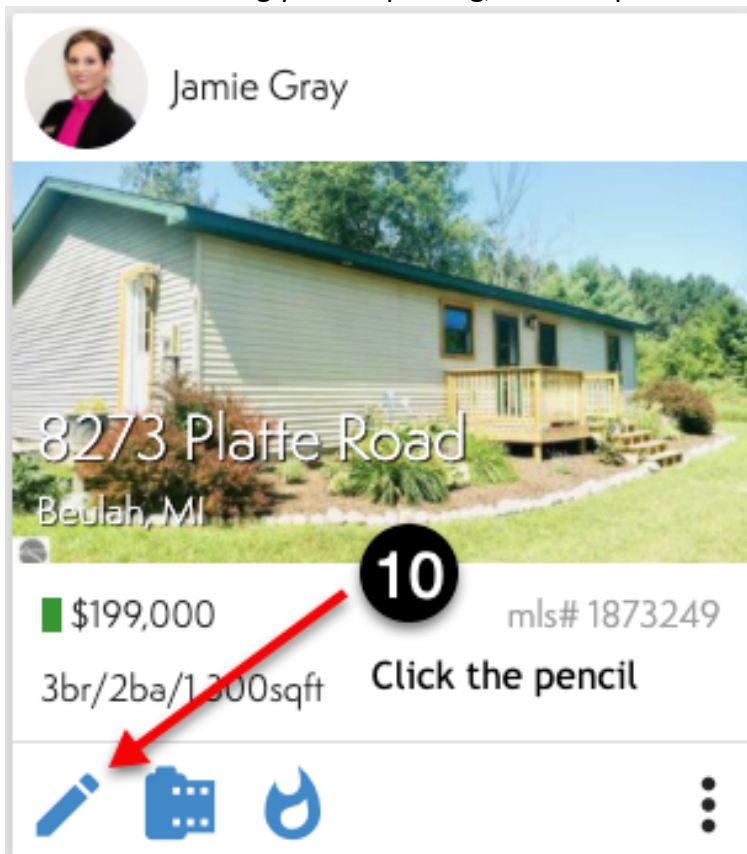 Jamie Gray
8273 Platte Road
Beulah, MI
10
$199,000
mls# 1873249
3br/2ba/1,300sqft
Click the pencil